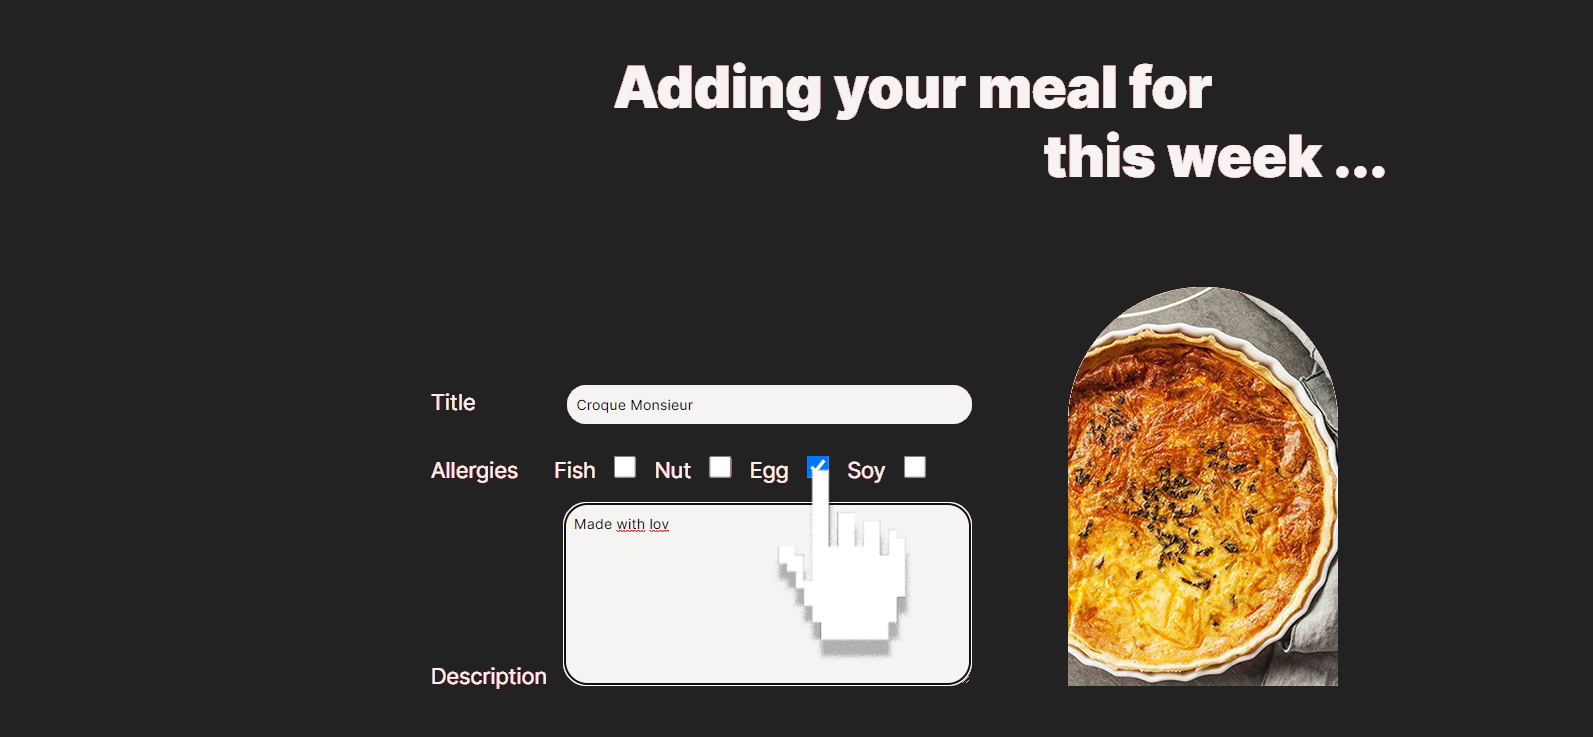 Adding your meal for
this week ...
Title
Croque Monsieur
Allergies Fish Nut Egg Soy
Made with lov
Description